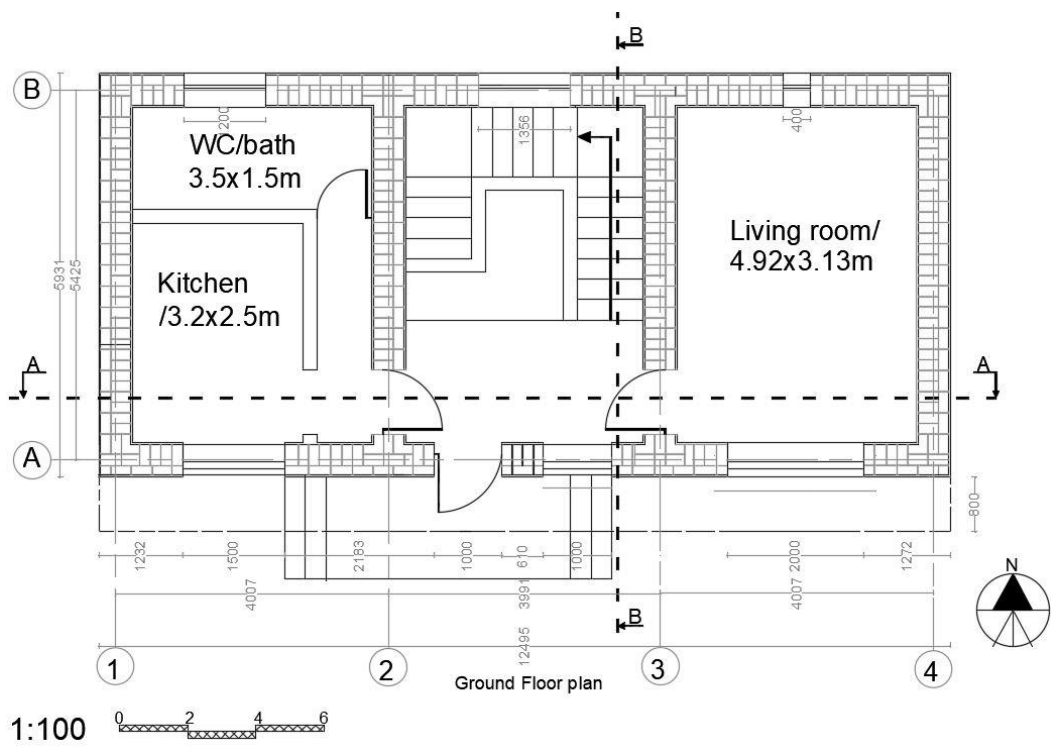 B
B
200
1356
400
WC/bath
3.5x1.5m
Living room/
4.92x3.13m
Kitchen
/3.2x2.5m
5931
5425
A
A
A
800
1232
1500
2183
1000
610
1000
2000
1272
4007
3991
4007
N
B
12495
1
2
3
4
Ground Floor plan
1:100
0 2 4 6